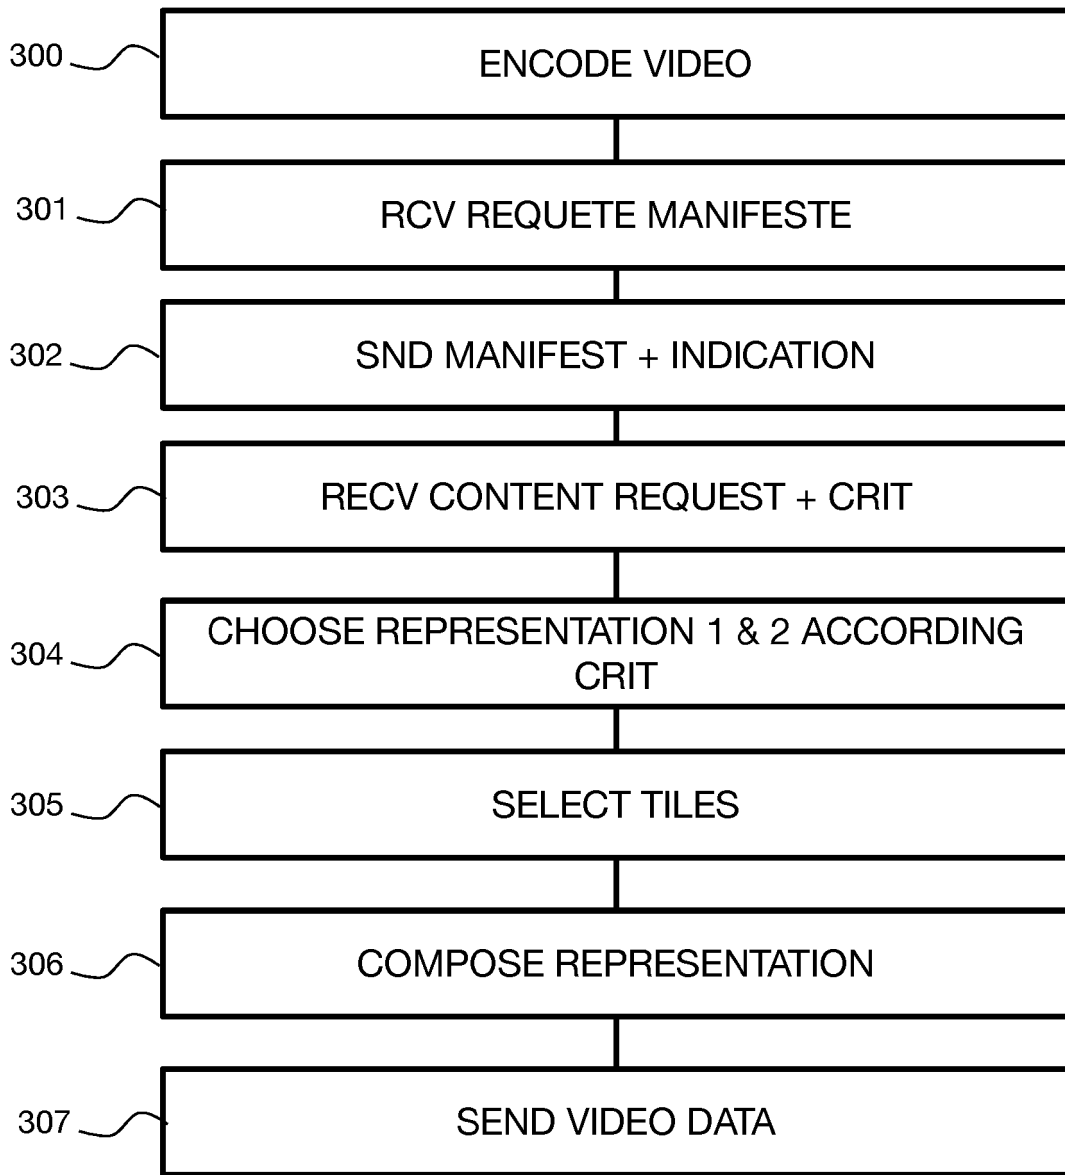 300
ENCODE VIDEO
301
RCV REQUETE MANIFESTE
302
SND MANIFEST + INDICATION
303
RECV CONTENT REQUEST + CRIT
304
CHOOSE REPRESENTATION 1 & 2 ACCORDING
CRIT
305
SELECT TILES
306
COMPOSE REPRESENTATION
307
SEND VIDEO DATA